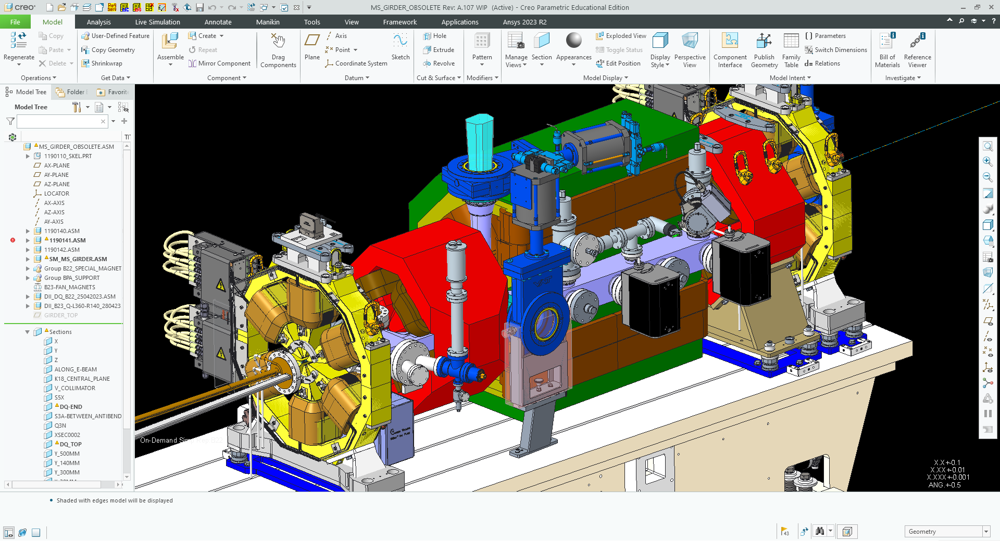 creo
MS_GIRDER_OBSOLETE Rev: A.107 WIP (Active) - Creo Parametric Educational Edition
File Model Analysis Live Simulation Annotate Manikin Tools View Framework Applications Ansys 2023 R2
Regenerate
Copy
Paste
Delete
Operations
User-Defined Feature
Copy Geometry
Shrinkwrap
Get Data
Assemble
Create
Repeat
Mirror Component
Drag Components
Component
Plane
Axis
Point
Coordinate System
Sketch
Datum
Hole
Extrude
Revolve
Cut & Surface
Pattern
Modifiers
Manage Views
Section
Appearances
Exploded View
Toggle Status
Edit Position
Display Style
Perspective View
Model Display
Component Interface
Publish Geometry
Family Table
Parameters
Switch Dimensions
Relations
Model Intent
Bill of Materials
Reference Viewer
Investigate
Model Tree Folder Favorit
Model Tree
MS_GIRDER_OBSOLETE.ASM
1190110_SKEL.PRT
AX-PLANE
AY-PLANE
AZ-PLANE
LOCATOR
AX-AXIS
AZ-AXIS
AY-AXIS
1190140.ASM
1190141.ASM
1190142.ASM
SM_MS_GIRDER.ASM
Group B22_SPECIAL_MAGNET
Group BPA_SUPPORT
B23-FAN_MAGNETS
DII_DQ_B22_25042023.ASM
DII_B23_Q-L360-R140_280423
GIRDER_TOP
Sections
X
Y
Z
ALONG_E-BEAM
K18_CENTRAL_PLANE
V_COLLIMATOR
S5X
DQ-END
S3A-BETWEEN_ANTIBEND
Q3N
XSEC0002
DQ_TOP
Y_500MM
Y_140MM
Y_300MM
VAT
On-Demand Simp Rep:B22
X.X+-0.1
X.XX+-0.01
X.XXX+-0.001
ANG.+-0.5
Shaded with edges model will be displayed
43
Geometry